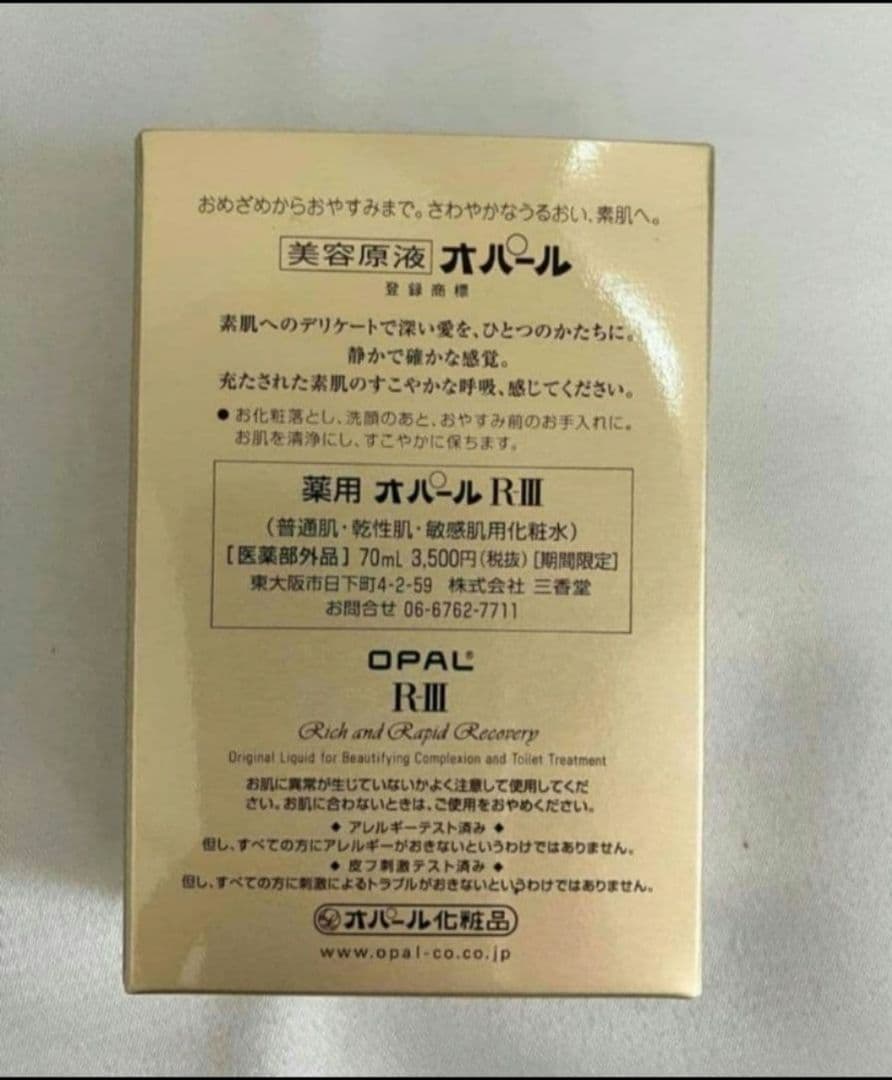 おめざめからおやすみまで。さわやかなうるおい、素肌へ。
美容原液 オパール
登録商標
素肌へのデリケートで深い愛を、ひとつのかたちに。
静かで確かな感覚。
充たされた素肌のすこやかな呼吸、感じてください。
● お化粧落とし、洗顔のあと、おやすみ前のお手入れに。
お肌を清浄にし、すこやかに保ちます。
薬用 オパール R-III
(普通肌・乾性肌・敏感肌用化粧水)
[医薬部外品] 70mL 3,500円(税抜) [期間限定]
東大阪市日下町4-2-59 株式会社 三香堂
お問合せ 06-6762-7711
OPAL®
R-III
Rich and Rapid Recovery
Original Liquid for Beautifying Complexion and Toilet Treatment
お肌に異常が生じていないかよく注意して使用してくだ
さい。お肌に合わないときは、ご使用をおやめください。
◆ アレルギーテスト済み ◆
但し、すべての方にアレルギーがおきないというわけではありません。
◆ 皮フ刺激テスト済み ◆
但し、すべての方に刺激によるトラブルがおきないというわけではありません。
オパール化粧品
www.opal-co.co.jp